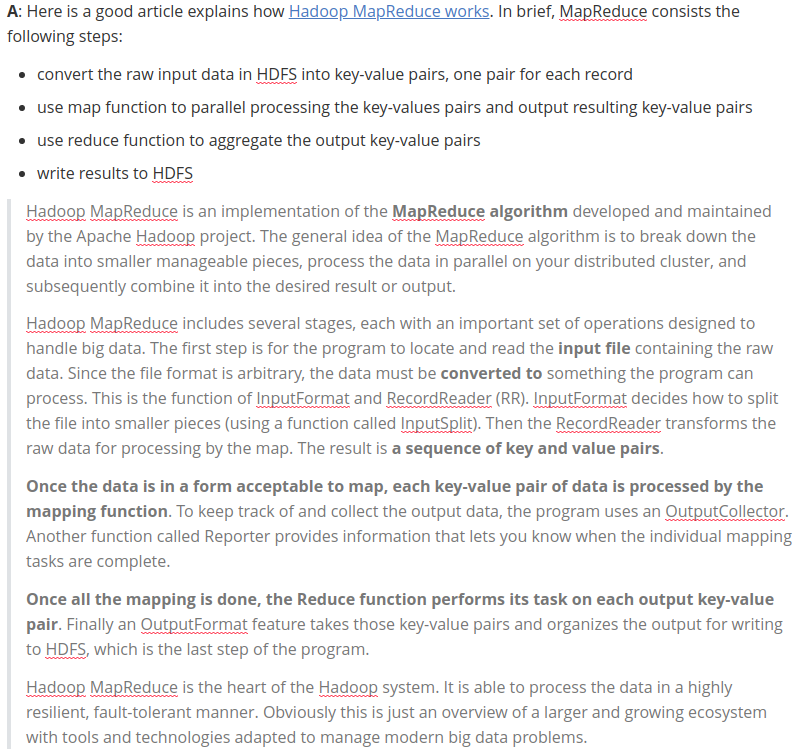 A: Here is a good article explains how Hadoop MapReduce works. In brief, MapReduce consists the
following steps:
• convert the raw input data in HDFS into key-value pairs, one pair for each record
• use map function to parallel processing the key-values pairs and output resulting key-value pairs
• use reduce function to aggregate the output key-value pairs
• write results to HDFS
Hadoop MapReduce is an implementation of the MapReduce algorithm developed and maintained
by the Apache Hadoop project. The general idea of the MapReduce algorithm is to break down the
data into smaller manageable pieces, process the data in parallel on your distributed cluster, and
subsequently combine it into the desired result or output.
Hadoop MapReduce includes several stages, each with an important set of operations designed to
handle big data. The first step is for the program to locate and read the input file containing the raw
data. Since the file format is arbitrary, the data must be converted to something the program can
process. This is the function of InputFormat and RecordReader (RR). InputFormat decides how to split
the file into smaller pieces (using a function called InputSplit). Then the RecordReader transforms the
raw data for processing by the map. The result is a sequence of key and value pairs.
Once the data is in a form acceptable to map, each key-value pair of data is processed by the
mapping function. To keep track of and collect the output data, the program uses an OutputCollector.
Another function called Reporter provides information that lets you know when the individual mapping
tasks are complete.
Once all the mapping is done, the Reduce function performs its task on each output key-value
pair. Finally an OutputFormat feature takes those key-value pairs and organizes the output for writing
to HDFS, which is the last step of the program.
Hadoop MapReduce is the heart of the Hadoop system. It is able to process the data in a highly
resilient, fault-tolerant manner. Obviously this is just an overview of a larger and growing ecosystem
with tools and technologies adapted to manage modern big data problems.